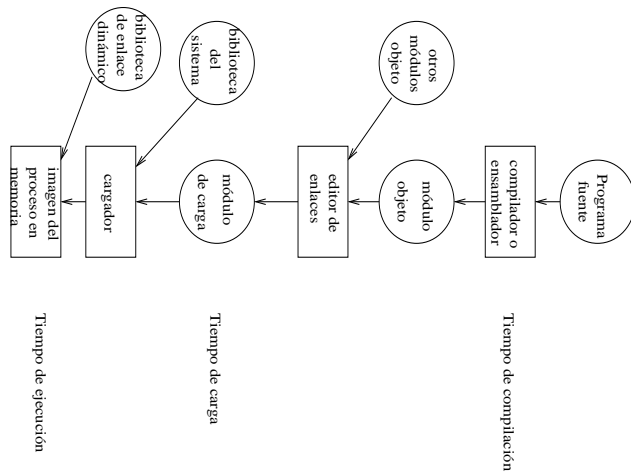 Programa
fuente
compilador o
ensamblador
Tiempo de compilación
otros
módulos
objeto
módulo
objeto
editor de
enlaces
biblioteca
del
sistema
módulo
de carga
Tiempo de carga
cargador
biblioteca
de enlace
dinámico
imagen del
proceso en
memoria
Tiempo de ejecución